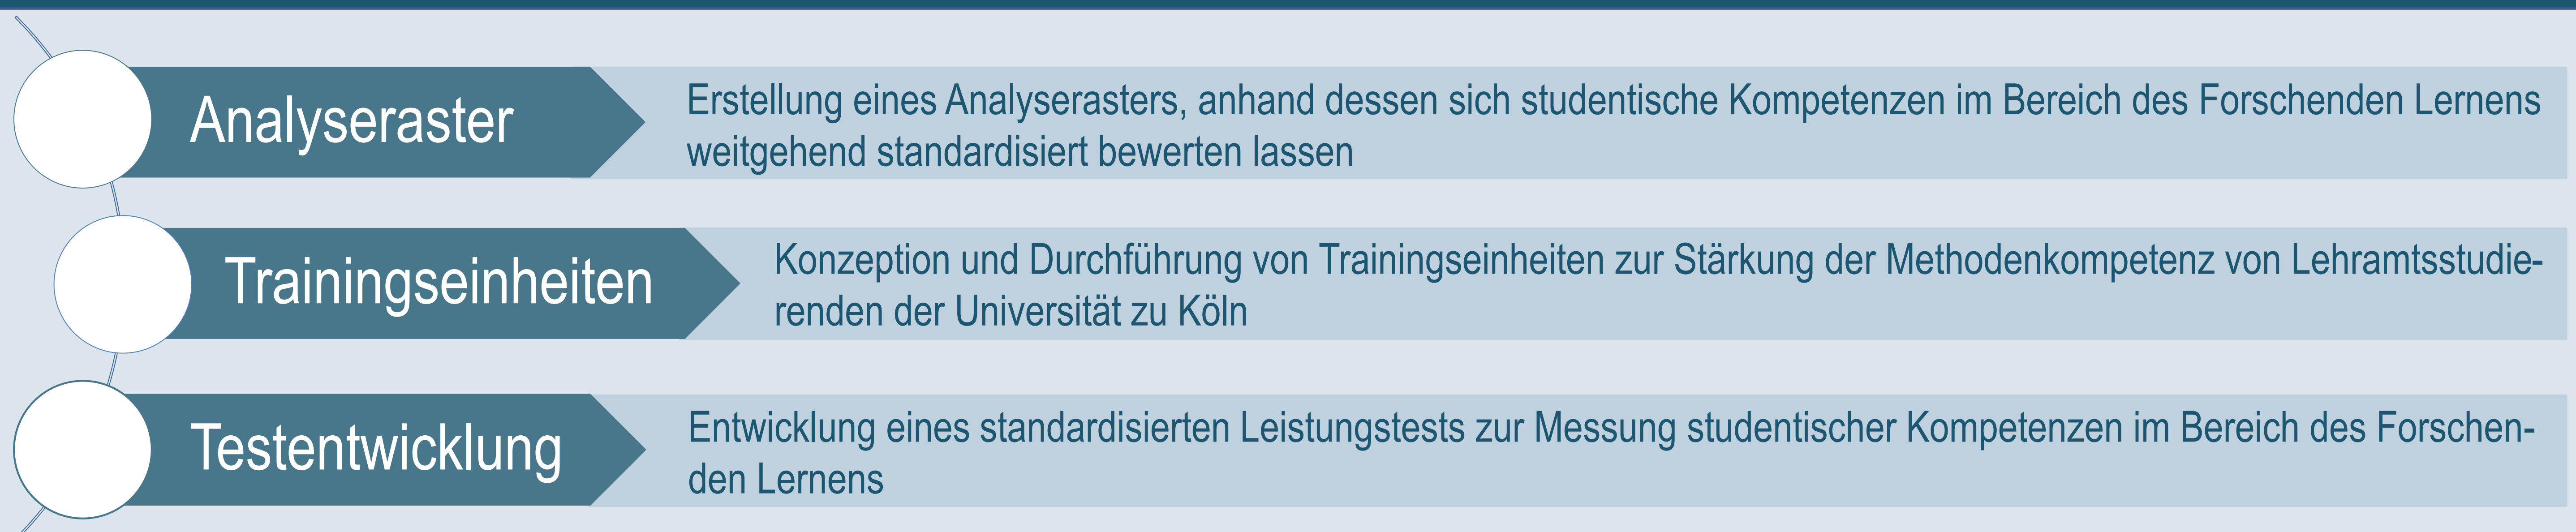 Analyseraster
Erstellung eines Analyserasters, anhand dessen sich studentische Kompetenzen im Bereich des Forschenden Lernens
weitgehend standardisiert bewerten lassen
Trainingseinheiten
Konzeption und Durchführung von Trainingseinheiten zur Stärkung der Methodenkompetenz von Lehramtsstudie-
renden der Universität zu Köln
Testentwicklung
Entwicklung eines standardisierten Leistungstests zur Messung studentischer Kompetenzen im Bereich des Forschen-
den Lernens